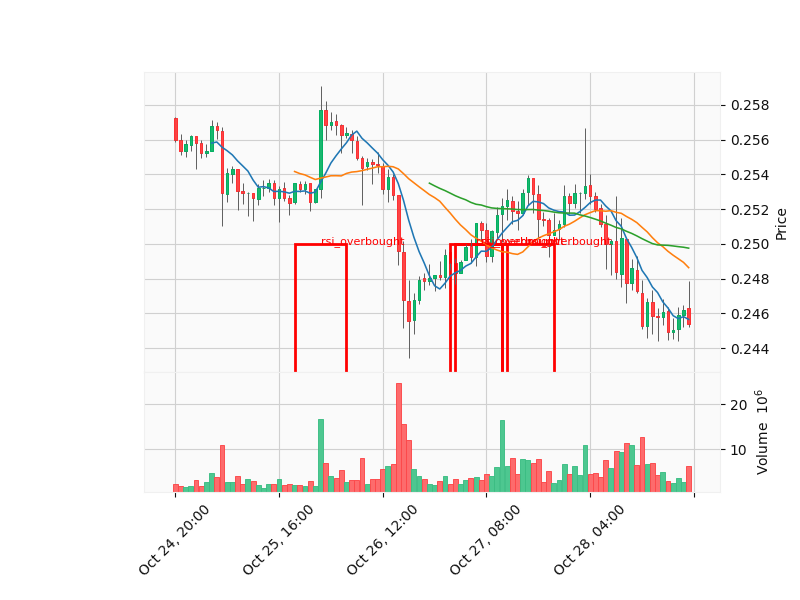 0.258
0.256
0.254
0.252
0.250
0.248
0.246
0.244
Price
rsi_overbought
20
10
Volume 10^6
Oct 24, 20:00
Oct 25, 16:00
Oct 26, 12:00
Oct 27, 08:00
Oct 28, 04:00